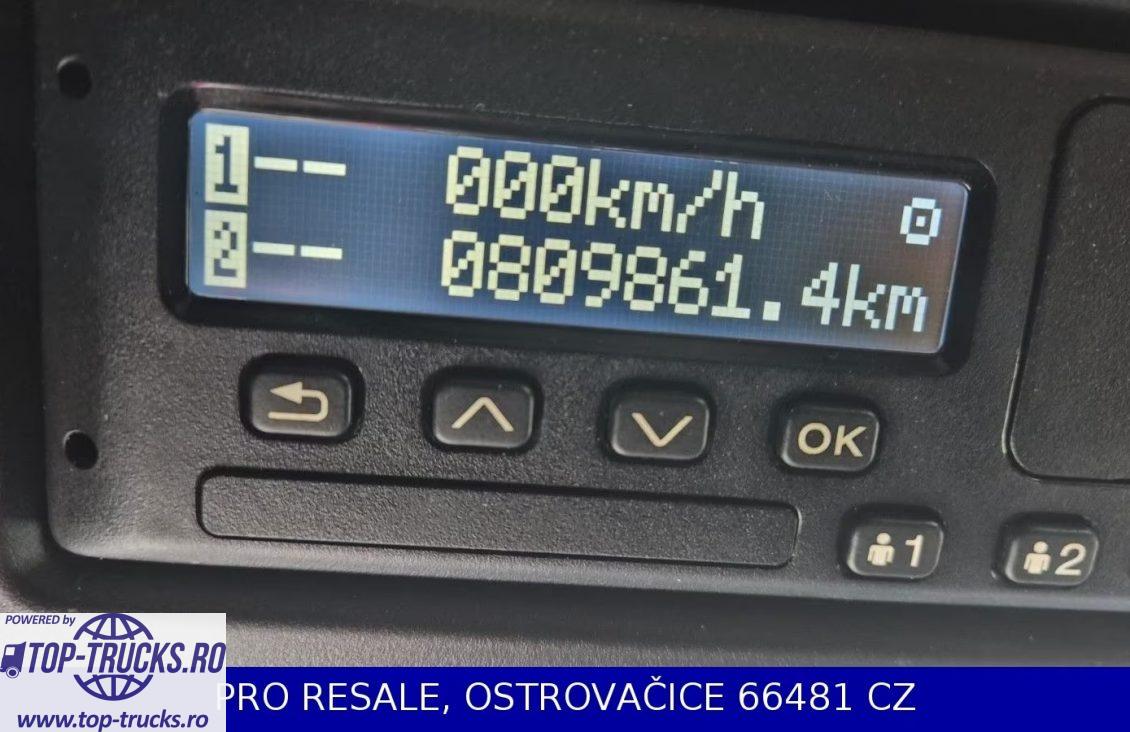 1-- 000km/h
2-- 0809861.4km
OK
1
2
POWERED by
TOP-TRUCKS.RO
www.top-trucks.ro
PRO RESALE, OSTROVAČICE 66481 CZ